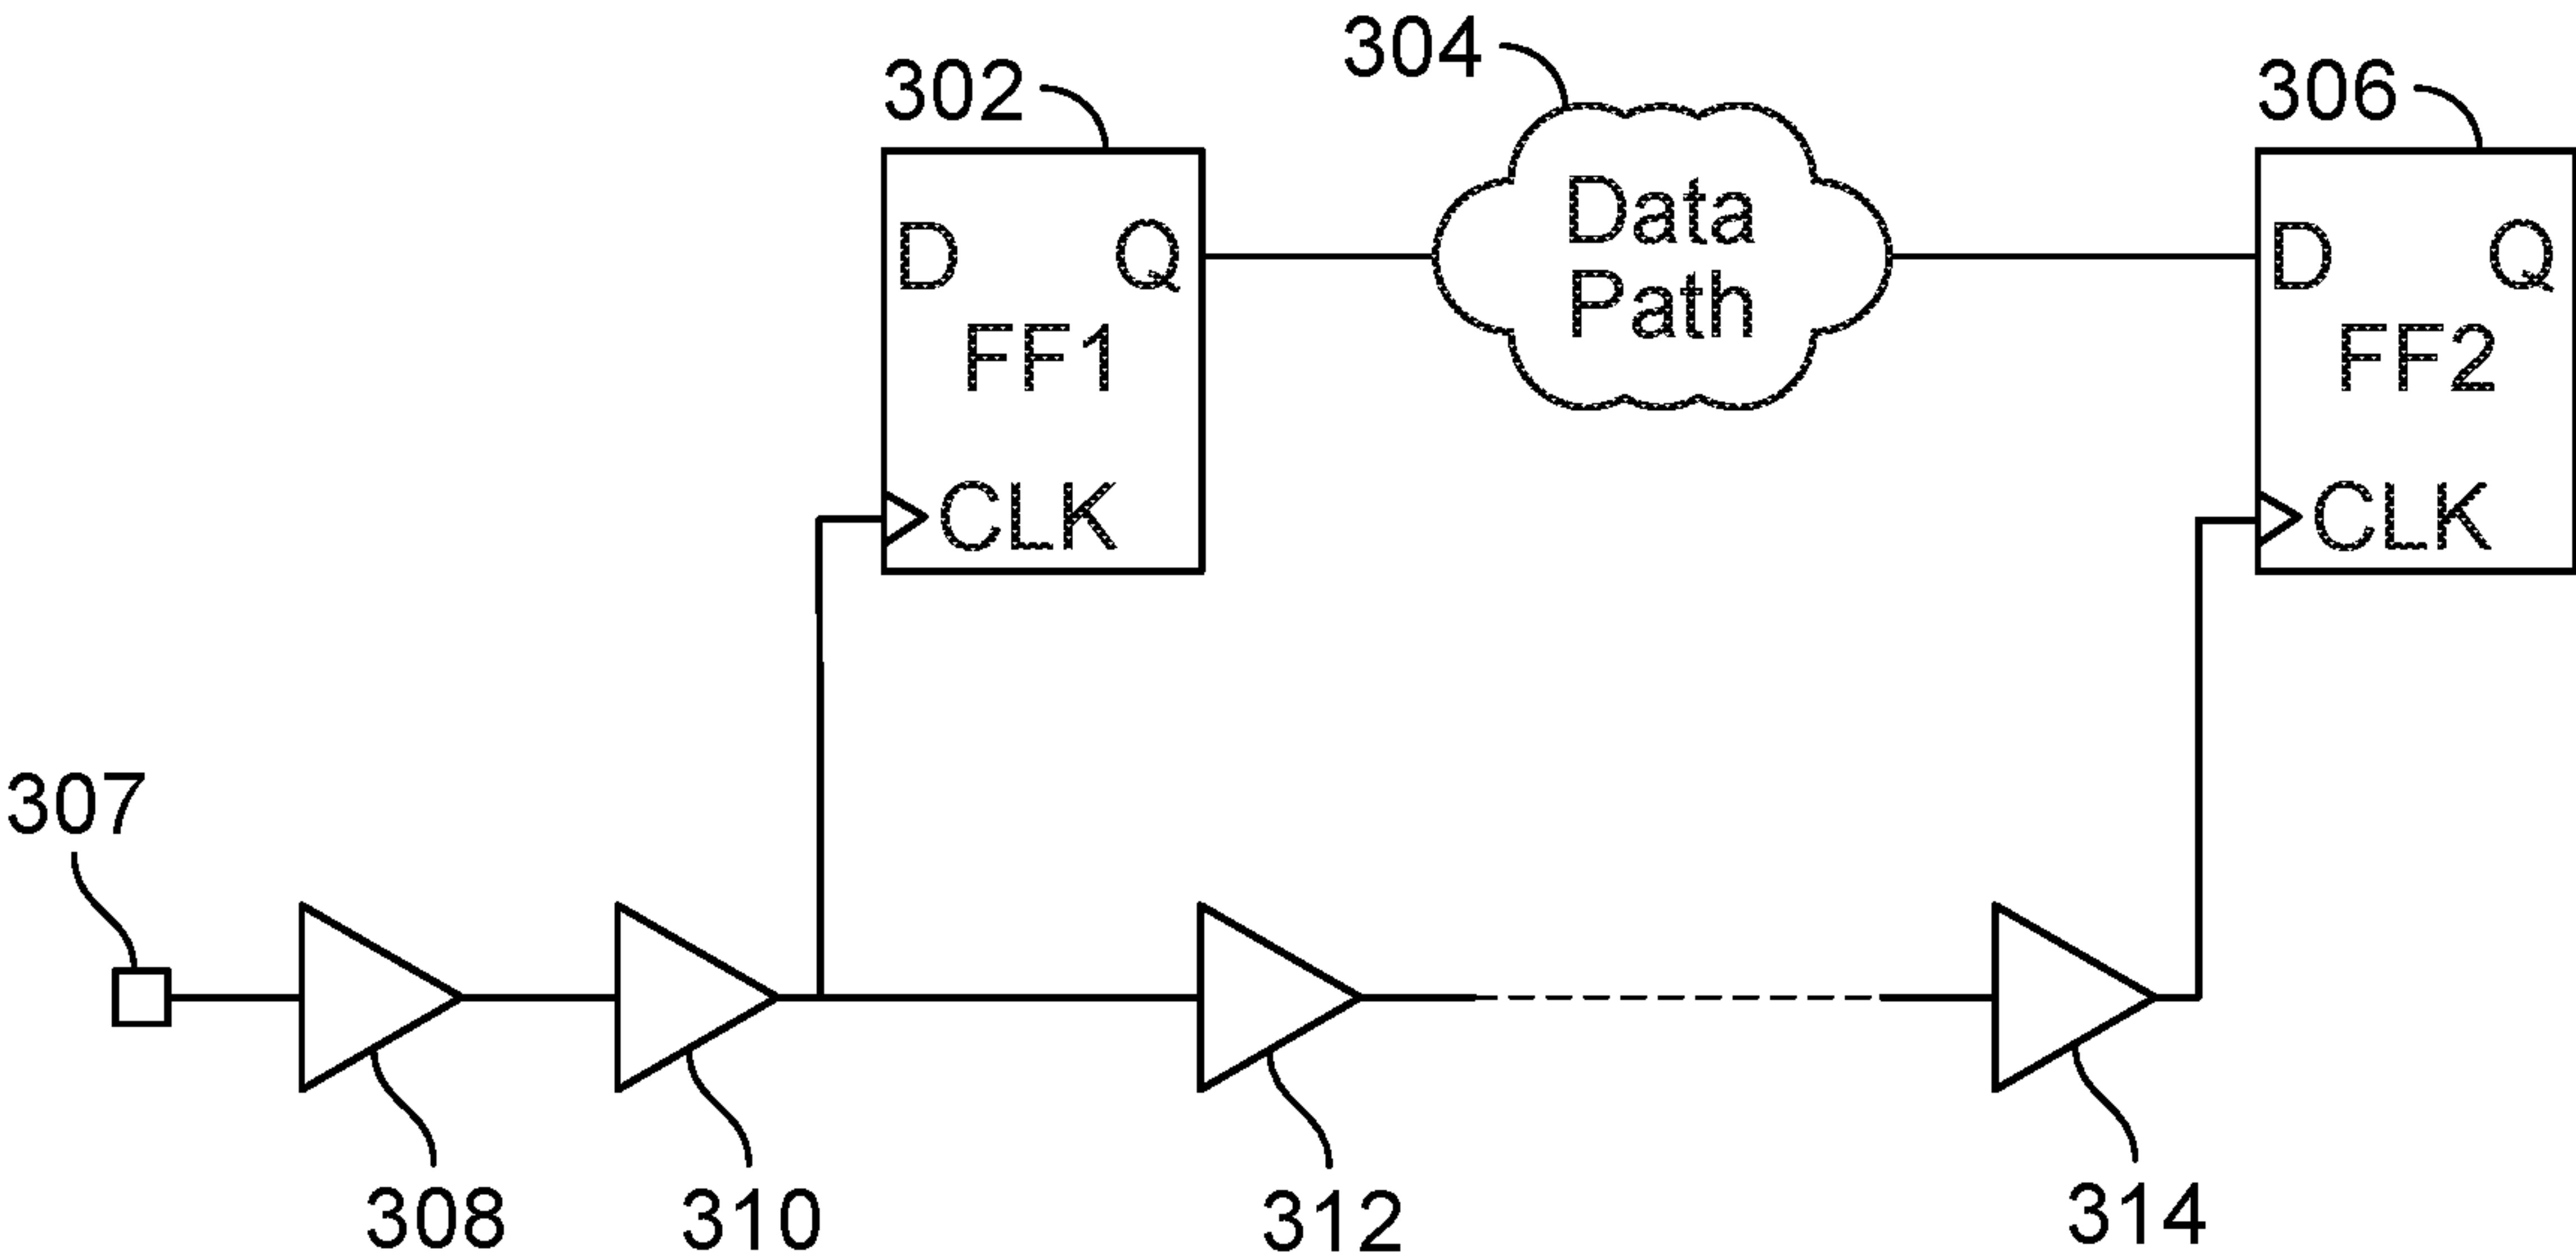 302
304
306
D Q
FF1
CLK
Data
Path
D Q
FF2
CLK
307
308
310
312
314